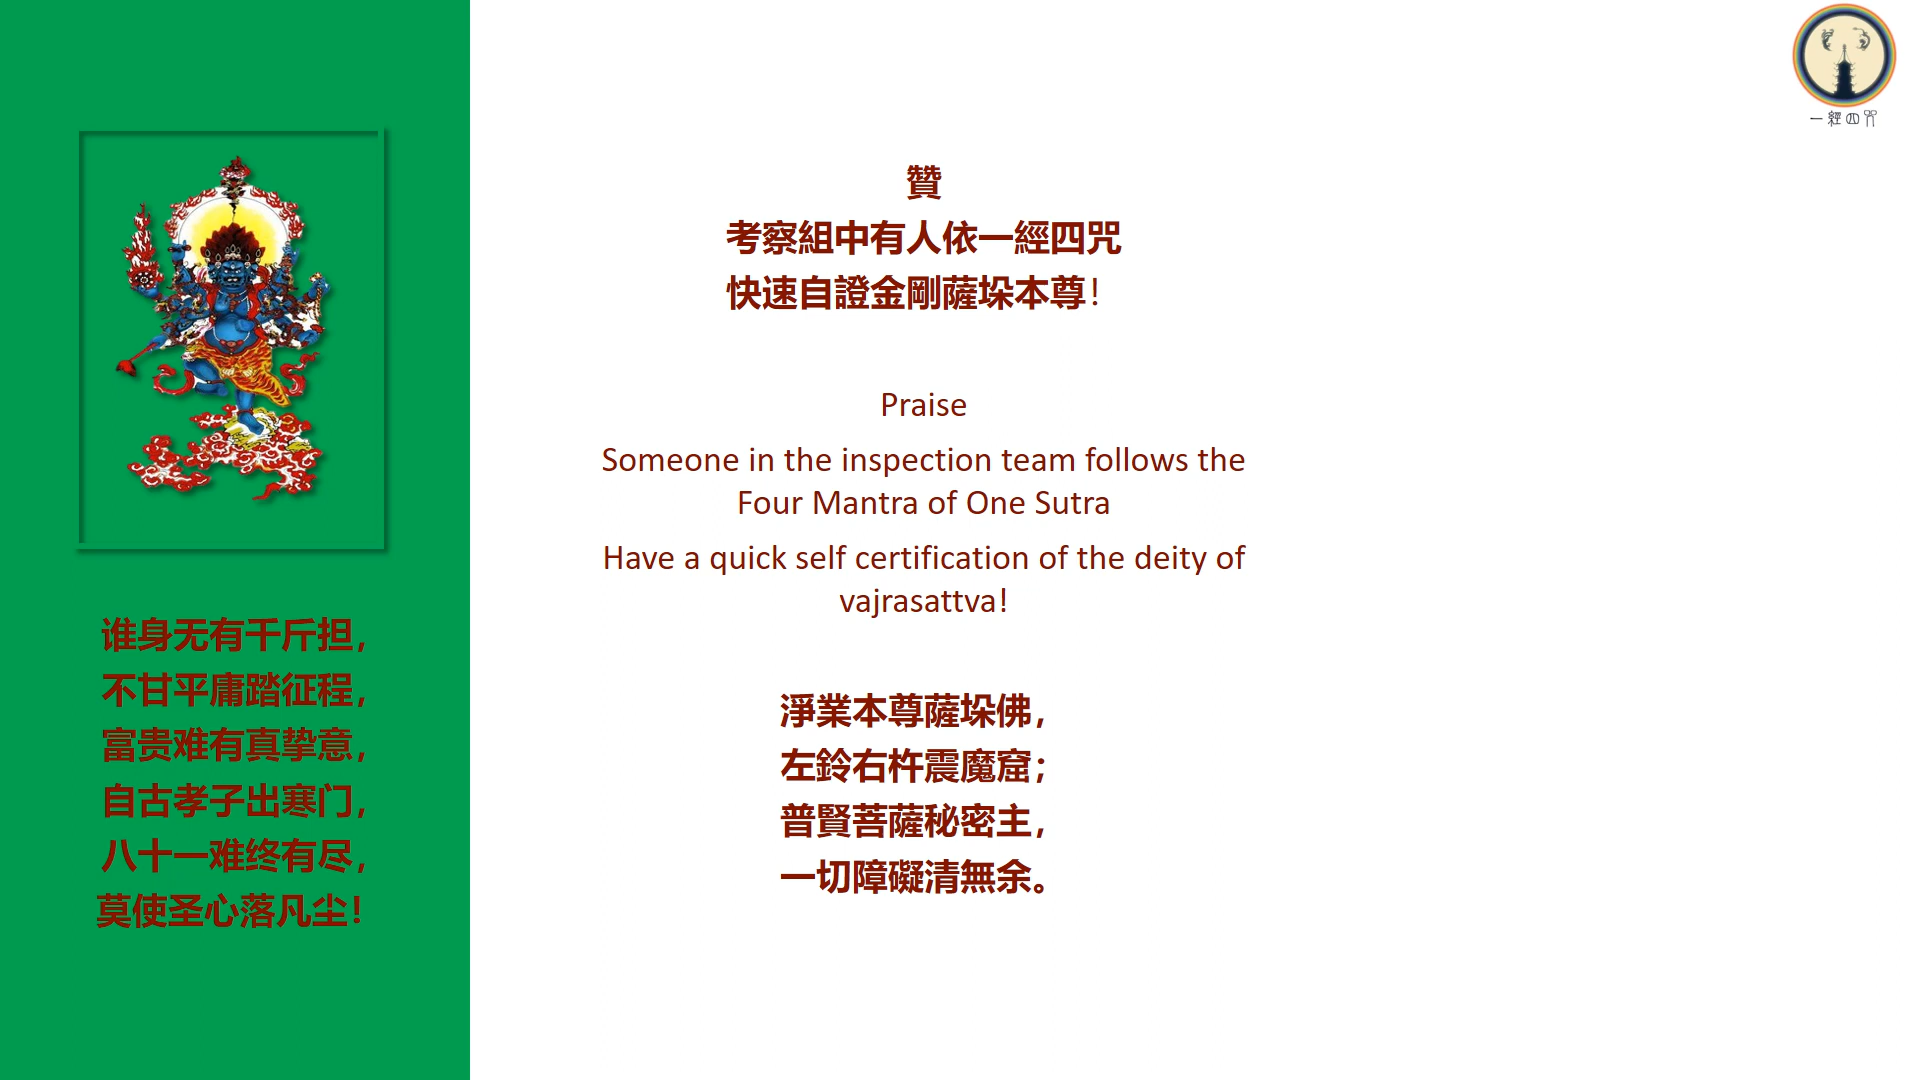 谁身无有千斤担，
不甘平庸踏征程，
富贵难有真挚意，
自古孝子出寒门，
八十一难终有尽，
莫使圣心落凡尘！
贊
考察組中有人依一經四咒
快速自證金剛薩垛本尊！
Praise
Someone in the inspection team follows the
Four Mantra of One Sutra
Have a quick self certification of the deity of
vajrasattva!
淨業本尊薩垛佛，
左鈴右杵震魔窟；
普賢菩薩秘密主，
一切障礙清無余。
一經四咒